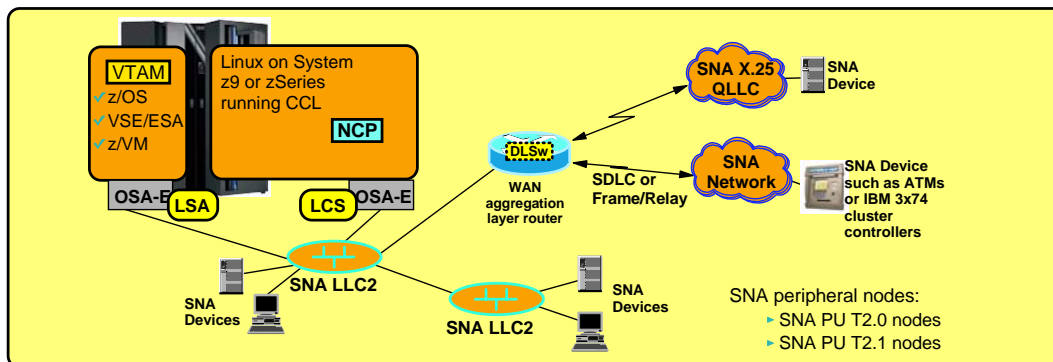 VTAM
z/OS
VSE/ESA
z/VM
Linux on System
z9 or zSeries
running CCL
NCP
OSA-E
LSA
LCS
OSA-E
SNA X.25
QLLC
SNA
Device
DLSw
WAN
aggregation
layer router
SDLC or
Frame/Relay
SNA
Network
SNA Device
such as ATMs
or IBM 3x74
cluster
controllers
SNA LLC2
SNA
Devices
SNA LLC2
SNA
Devices
SNA peripheral nodes:
SNA PU T2.0 nodes
SNA PU T2.1 nodes